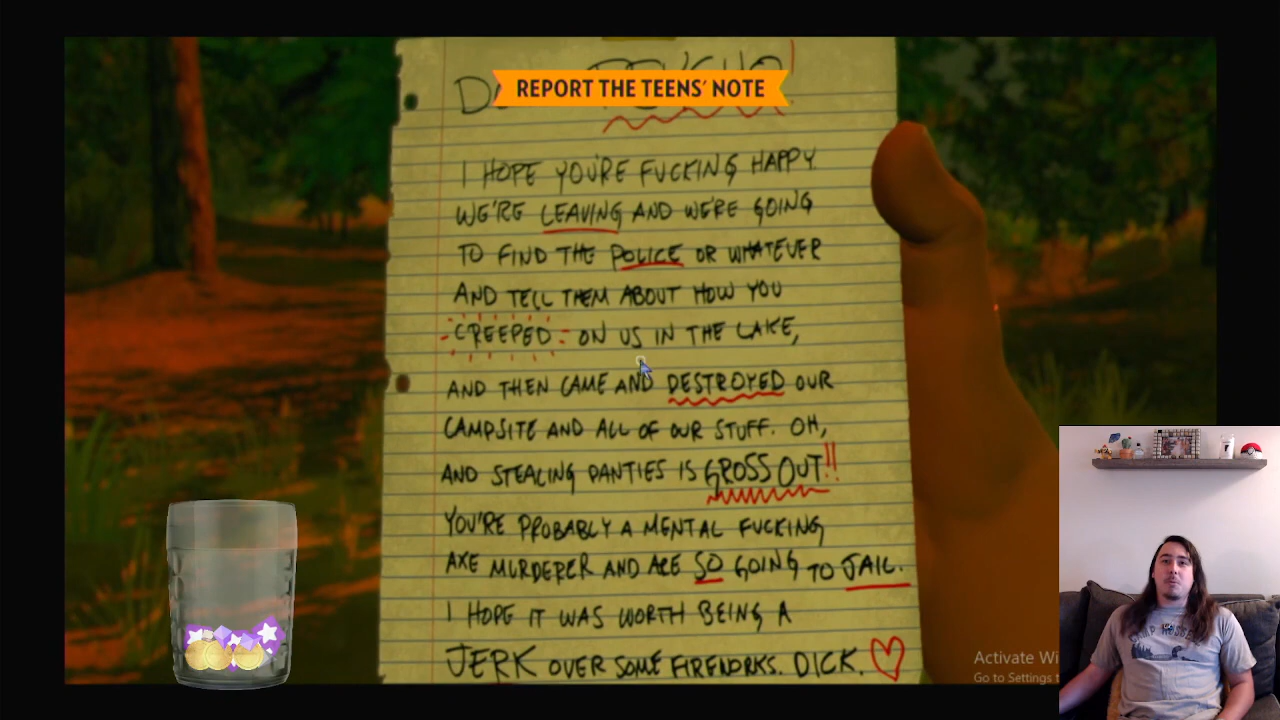 REPORT THE TEENS' NOTE
I HOPE YOU'RE FUCKING HAPPY.
WE'RE LEAVING AND WE'RE GOING
TO FIND THE POLICE OR WHATEVER
AND TELL THEM ABOUT HOW YOU
CREEPED ON US IN THE LAKE,
AND THEN CAME AND DESTROYED OUR
CAMPSITE AND ALL OF OUR STUFF. OH,
AND STEALING PANTIES IS GROSS OUT!!
YOU'RE PROBABLY A MENTAL FUCKING
AXE MURDERER AND ARE SO GOING TO JAIL.
I HOPE IT WAS WORTH BEING A
JERK OVER SOME FIREWORKS. DICK.
Activate Wi
Go to Settings t